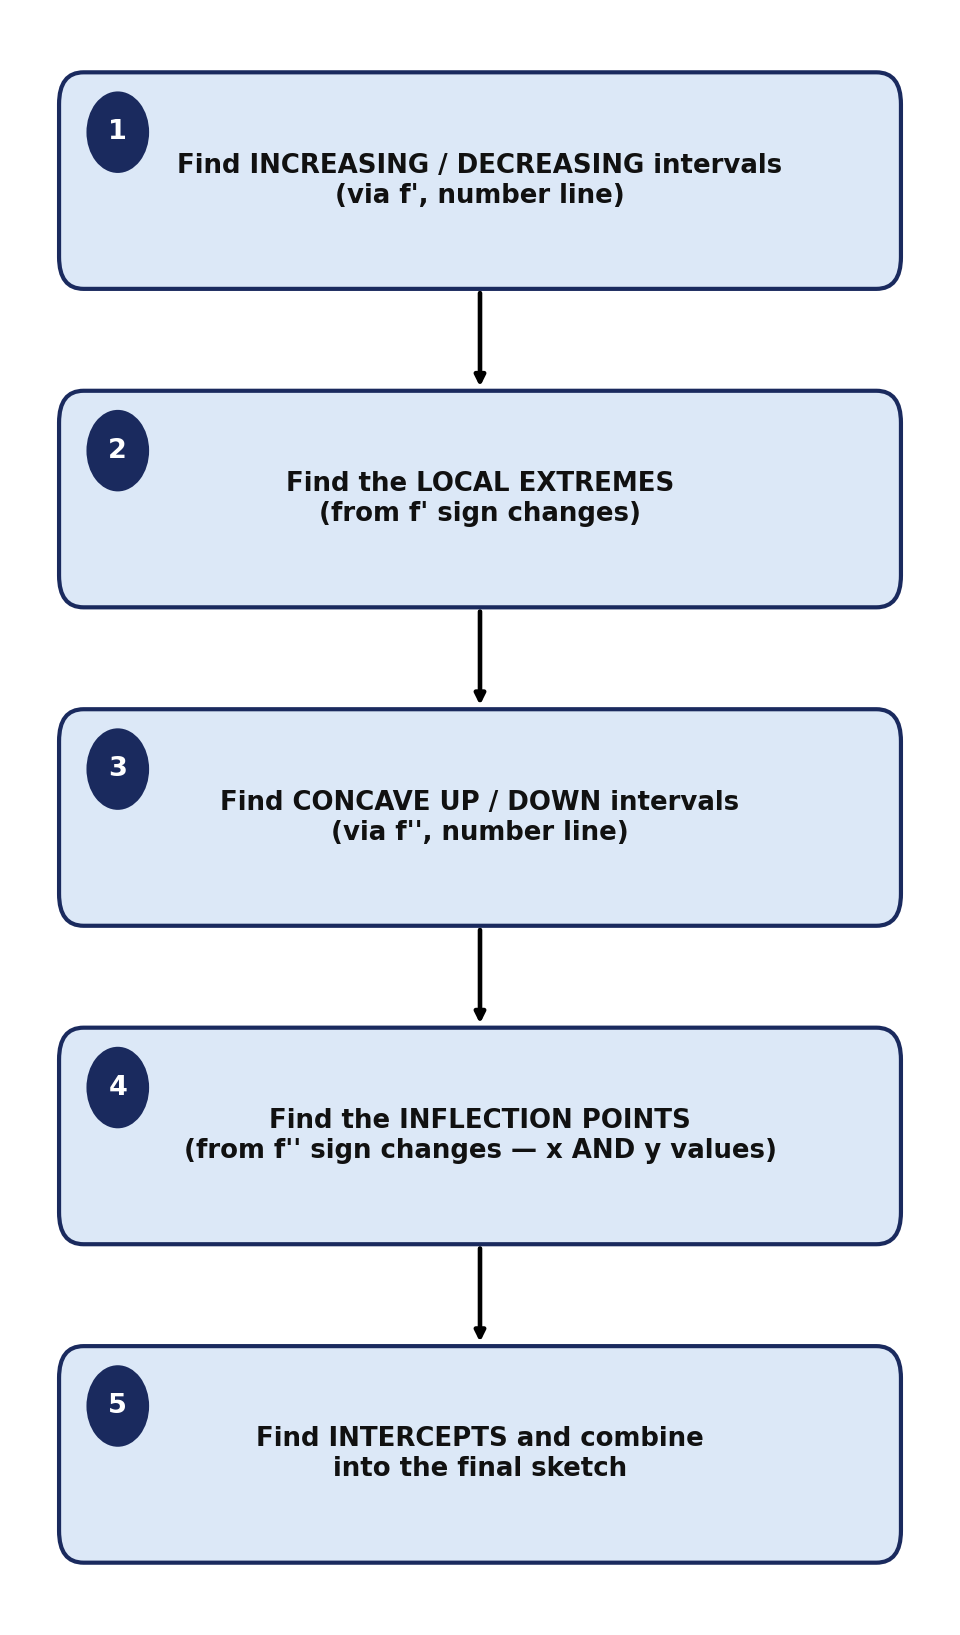 1
Find INCREASING / DECREASING intervals
(via f', number line)
2
Find the LOCAL EXTREMES
(from f' sign changes)
3
Find CONCAVE UP / DOWN intervals
(via f'', number line)
4
Find the INFLECTION POINTS
(from f'' sign changes — x AND y values)
5
Find INTERCEPTS and combine
into the final sketch